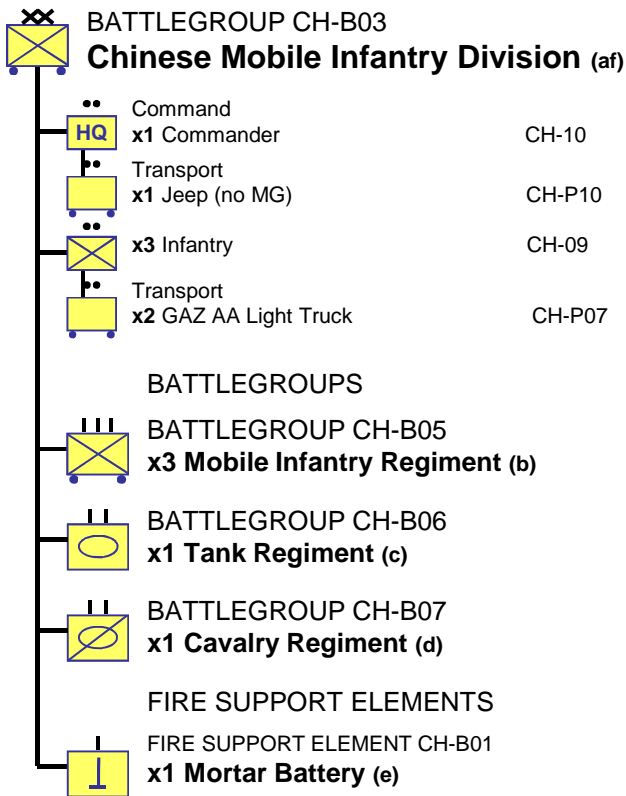 BATTLEGROUP CH-B03
Chinese Mobile Infantry Division (af)
Command
HQ x1 Commander CH-10
Transport
x1 Jeep (no MG) CH-P10
x3 Infantry CH-09
Transport
x2 GAZ AA Light Truck CH-P07
BATTLEGROUPS
BATTLEGROUP CH-B05
x3 Mobile Infantry Regiment (b)
BATTLEGROUP CH-B06
x1 Tank Regiment (c)
BATTLEGROUP CH-B07
x1 Cavalry Regiment (d)
FIRE SUPPORT ELEMENTS
FIRE SUPPORT ELEMENT CH-B01
x1 Mortar Battery (e)